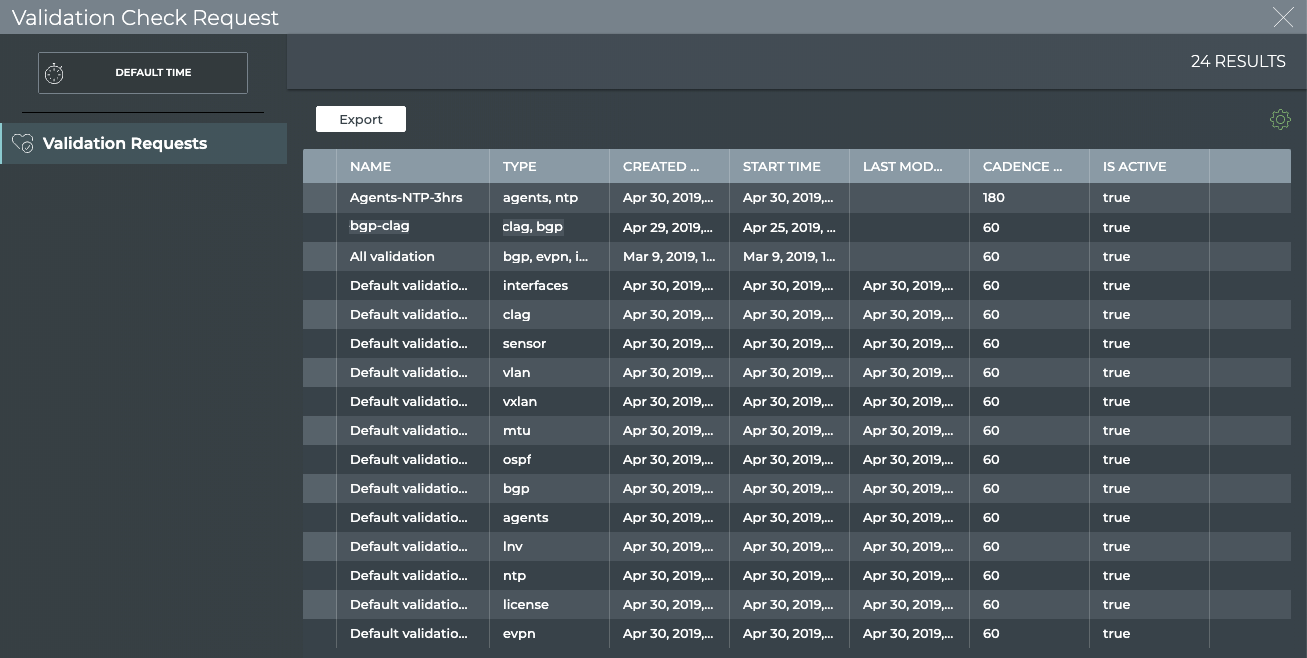 Validation Check Request
DEFAULT TIME
24 RESULTS
Validation Requests
Export
NAME TYPE CREATED ... START TIME LAST MOD... CADENCE ... IS ACTIVE
Agents-NTP-3hrs agents, ntp Apr 30, 2019,... Apr 30, 2019,... 180 true
bgp-clag clag, bgp Apr 29, 2019,... Apr 25, 2019, ... 60 true
All validation bgp, evpn, i... Mar 9, 2019, 1... Mar 9, 2019, 1... 60 true
Default validatio... interfaces Apr 30, 2019,... Apr 30, 2019,... Apr 30, 2019,... 60 true
Default validatio... clag Apr 30, 2019,... Apr 30, 2019,... Apr 30, 2019,... 60 true
Default validatio... sensor Apr 30, 2019,... Apr 30, 2019,... Apr 30, 2019,... 60 true
Default validatio... vlan Apr 30, 2019,... Apr 30, 2019,... Apr 30, 2019,... 60 true
Default validatio... vxlan Apr 30, 2019,... Apr 30, 2019,... Apr 30, 2019,... 60 true
Default validatio... mtu Apr 30, 2019,... Apr 30, 2019,... Apr 30, 2019,... 60 true
Default validatio... ospf Apr 30, 2019,... Apr 30, 2019,... Apr 30, 2019,... 60 true
Default validatio... bgp Apr 30, 2019,... Apr 30, 2019,... Apr 30, 2019,... 60 true
Default validatio... agents Apr 30, 2019,... Apr 30, 2019,... Apr 30, 2019,... 60 true
Default validatio... lnv Apr 30, 2019,... Apr 30, 2019,... Apr 30, 2019,... 60 true
Default validatio... ntp Apr 30, 2019,... Apr 30, 2019,... Apr 30, 2019,... 60 true
Default validatio... license Apr 30, 2019,... Apr 30, 2019,... Apr 30, 2019,... 60 true
Default validatio... evpn Apr 30, 2019,... Apr 30, 2019,... Apr 30, 2019,... 60 true